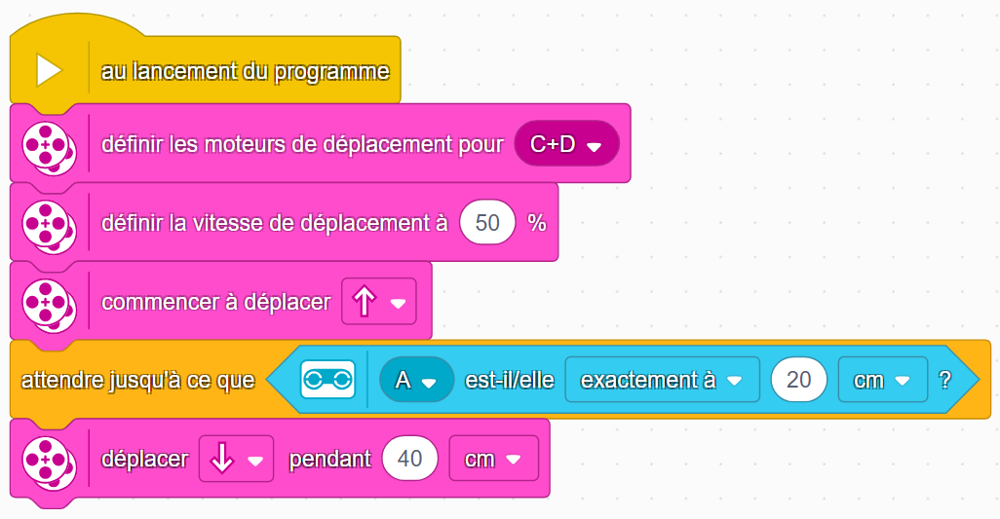 au lancement du programme
définir les moteurs de déplacement pour C+D
définir la vitesse de déplacement à 50 %
commencer à déplacer ↑
attendre jusqu'à ce que A est-il/elle exactement à 20 cm ?
déplacer ↓ pendant 40 cm